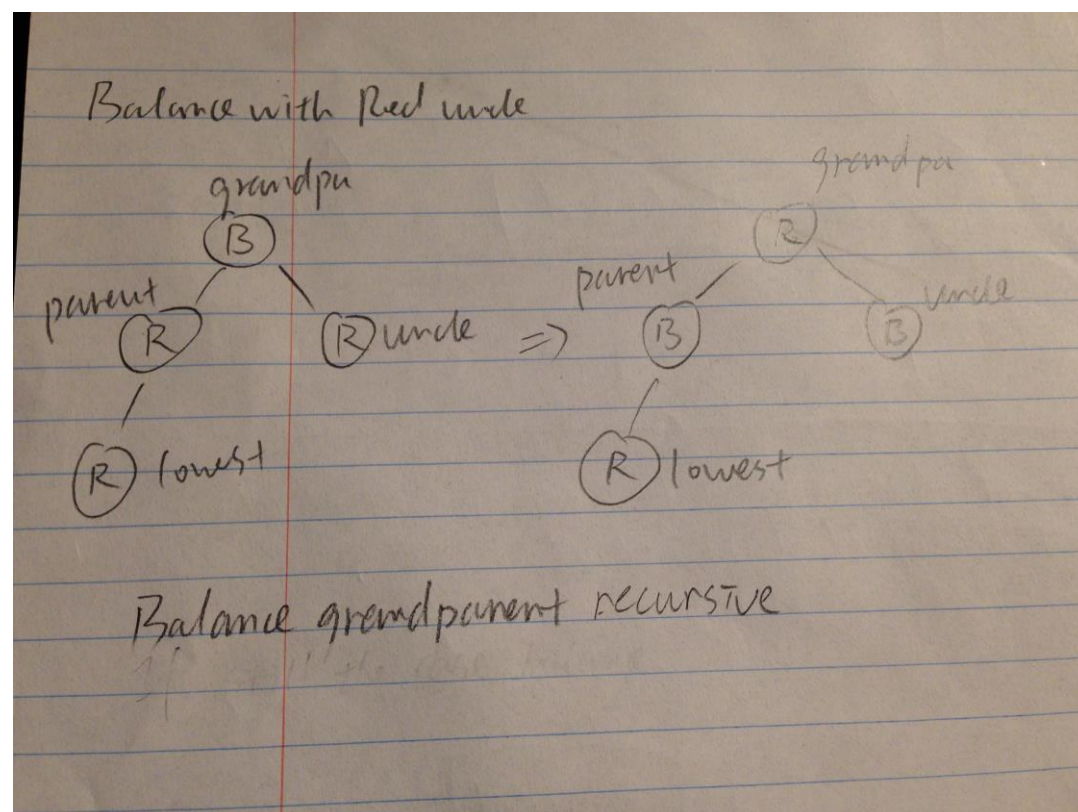 Balance with Red uncle
grandpa
B
parent
R
R uncle
R lowest
=>
grandpa
R
parent
B
uncle
B
R lowest
Balance grandparent recursive